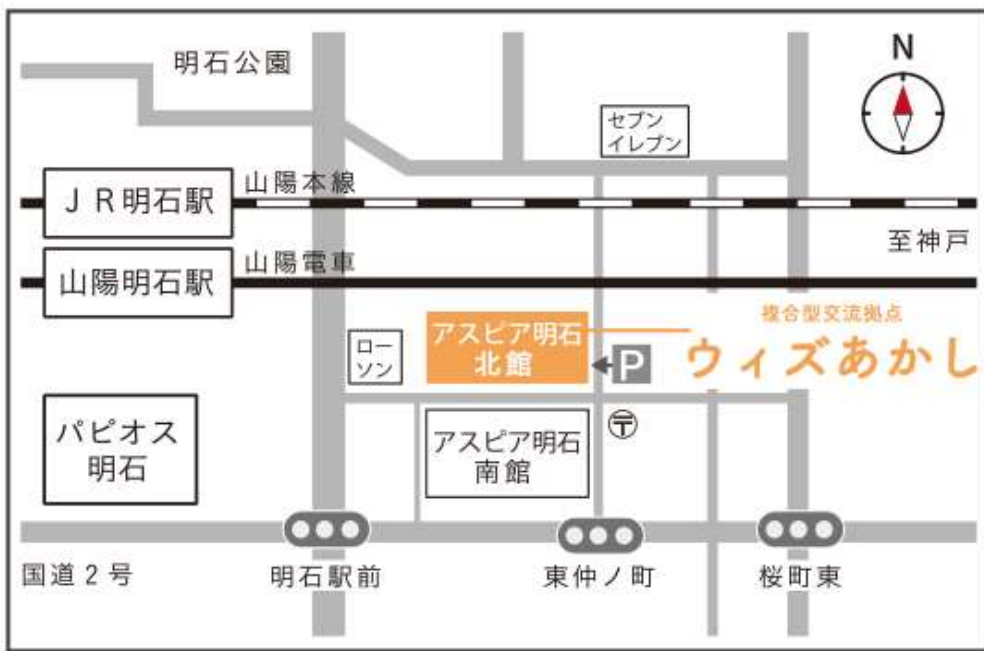 明石公園
N
セブン
イレブン
山陽本線
ＪＲ明石駅
至神戸
山陽電車
山陽明石駅
複合型交流拠点
ウィズあかし
アスピア明石
北館
ロー
ソン
P
パピオス
明石
〒
アスピア明石
南館
国道２号
明石駅前
東仲ノ町
桜町東